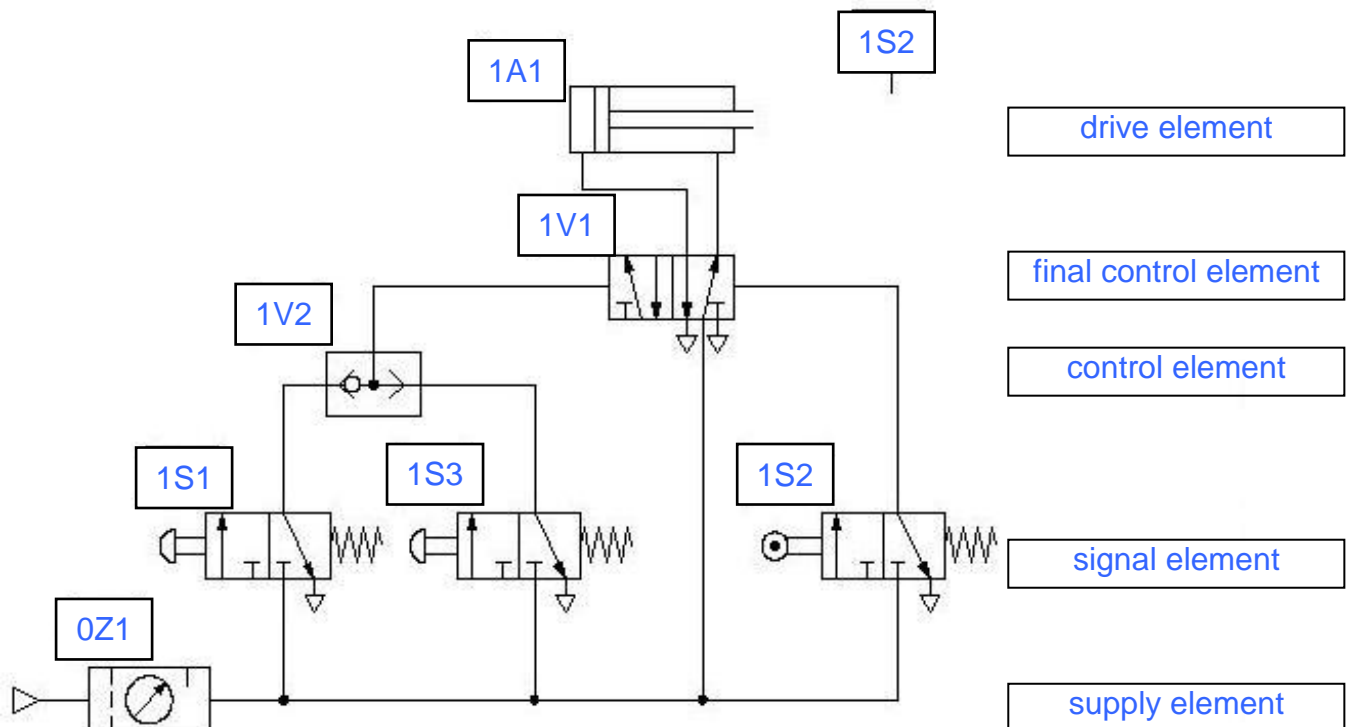 1S2
1A1
drive element
1V1
final control element
1V2
control element
1S1
1S3
1S2
signal element
0Z1
supply element